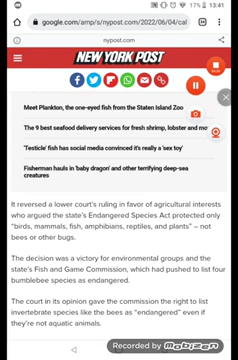 17% 13:41
google.com/amp/s/nypost.com/2022/06/04/cal
nypost.com
NEW YORK POST
Meet Plankton, the one-eyed fish from the Staten Island Zoo
The 9 best seafood delivery services for fresh shrimp, lobster and mo
'Testicle' fish has social media convinced it's really a 'sex toy'
Fisherman hauls in 'baby dragon' and other terrifying deep-sea
creatures
It reversed a lower court's ruling in favor of agricultural interests
who argued the state's Endangered Species Act protected only
“birds, mammals, fish, amphibians, reptiles, and plants” – not
bees or other bugs.
The decision was a victory for environmental groups and the
state's Fish and Game Commission, which had pushed to list four
bumblebee species as endangered.
The court in its opinion gave the commission the right to list
invertebrate species like the bees as “endangered” even if
they're not aquatic animals.
Recorded by Mobizen